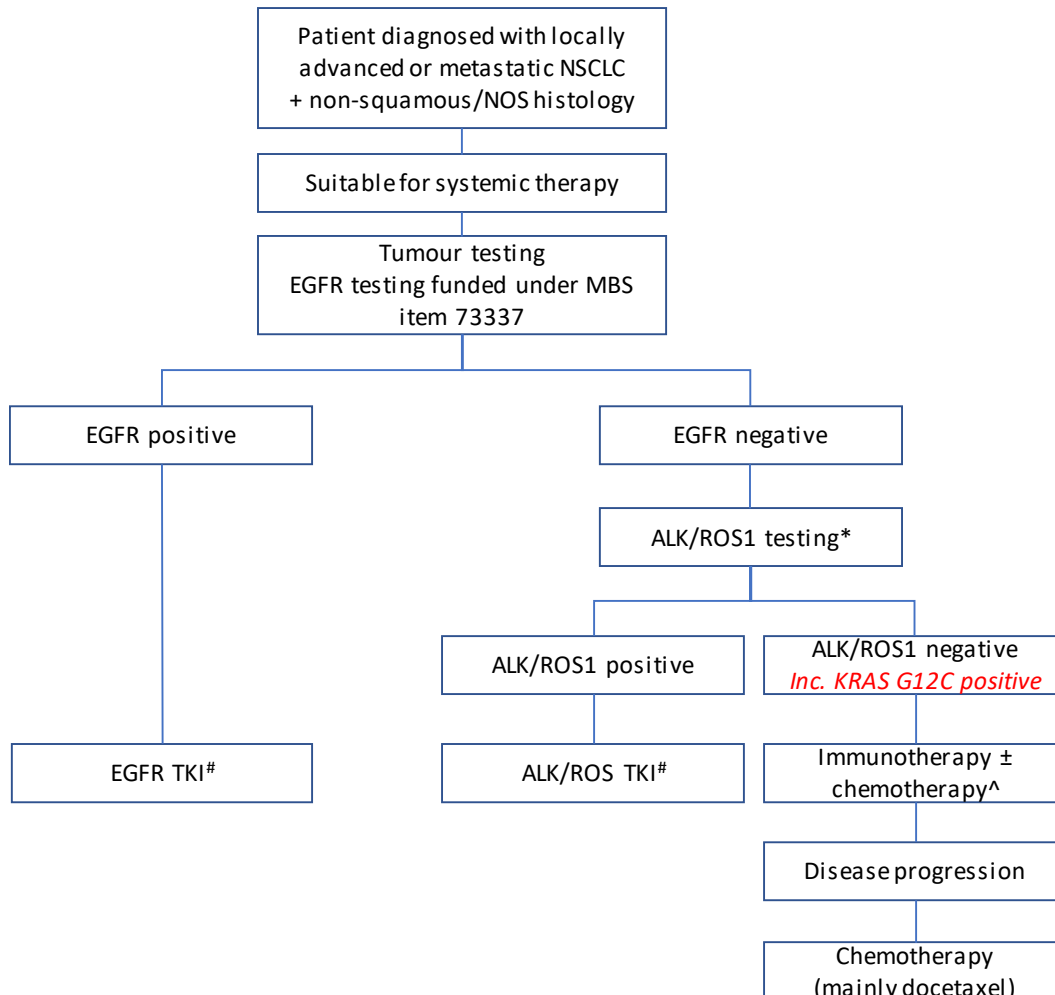 Patient diagnosed with locally
advanced or metastatic NSCLC
+ non-squamous/NOS histology
Suitable for systemic therapy
Tumour testing
EGFR testing funded under MBS
item 73337
EGFR positive
EGFR negative
ALK/ROS1 testing*
ALK/ROS1 positive
ALK/ROS1 negative
Inc. KRAS G12C positive
EGFR TKI#
ALK/ROS TKI#
Immunotherapy ±
chemotherapy^
Disease progression
Chemotherapy
(mainly docetaxel)